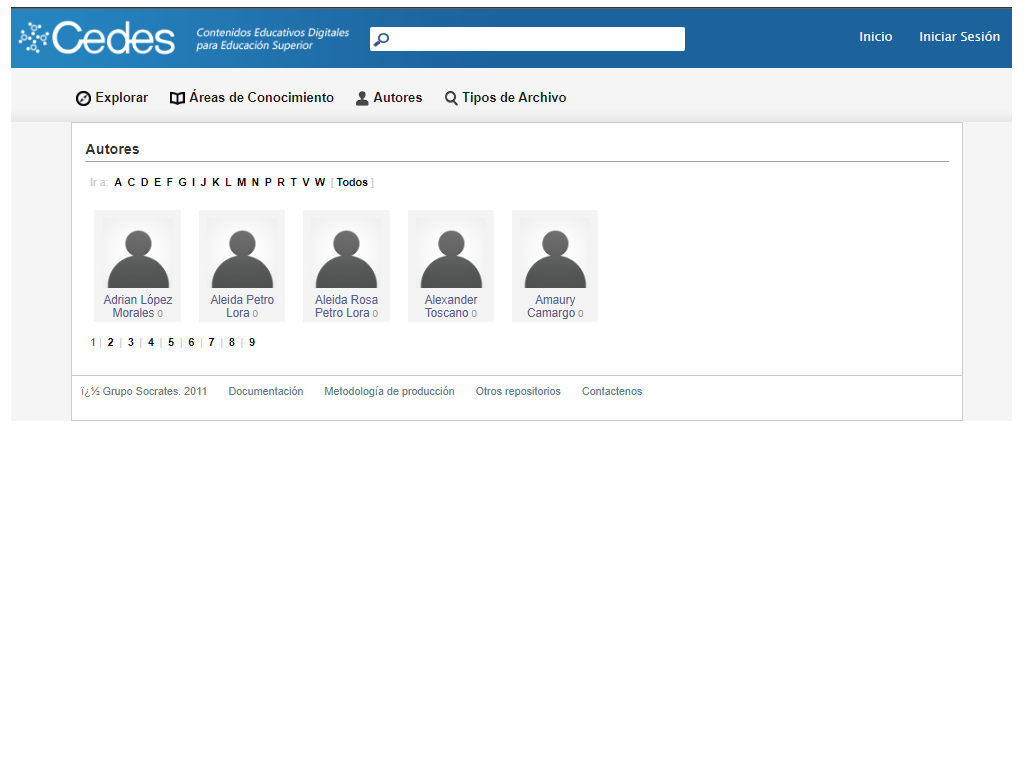 Cedes
Contenidos Educativos Digitales
para Educación Superior
Inicio Iniciar Sesión
Explorar Áreas de Conocimiento Autores Tipos de Archivo
Autores
Ir a: A C D E F G I J K L M N P R T V W [ Todos ]
Adrian López
Morales 0
Aleida Petro
Lora 0
Aleida Rosa
Petro Lora 0
Alexander
Toscano 0
Amaury
Camargo 0
1 | 2 | 3 | 4 | 5 | 6 | 7 | 8 | 9
ï¿½ Grupo Socrates. 2011 Documentación Metodología de producción Otros repositorios Contactenos